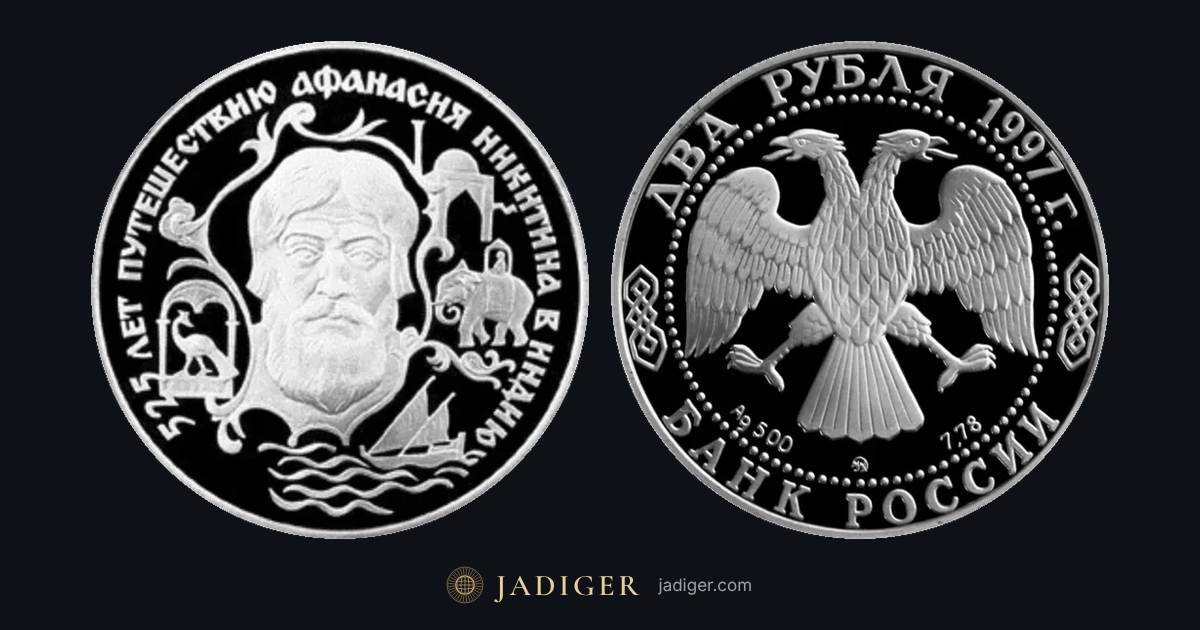 525 ЛЕТ ПУТЕШЕСТВИЮ АФАНАСИЯ НИКИТИНА В ИНДИЮ
ДВА РУБЛЯ 1997 г.
Ag 500
7.78
БАНК РОССИИ
JADIGER
jadiger.com